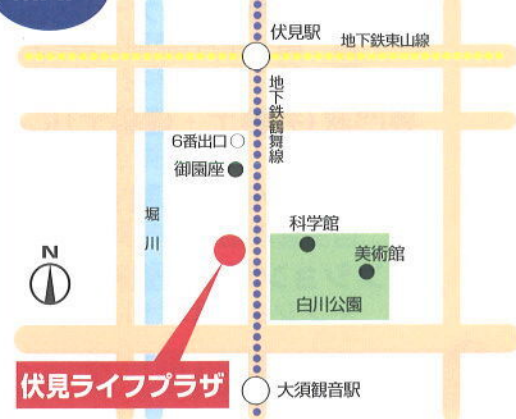 伏見駅
地下鉄東山線
地下鉄鶴舞線
6番出口
御園座
堀川
科学館
美術館
白川公園
N
伏見ライフプラザ
大須観音駅